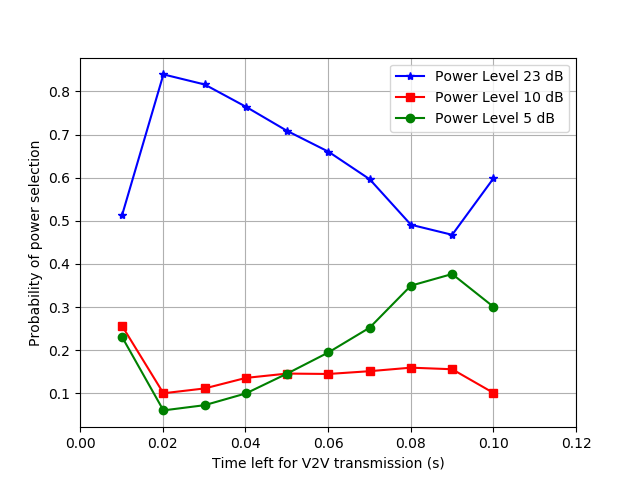 Power Level 23 dB
Power Level 10 dB
Power Level 5 dB
Probability of power selection
0.8
0.7
0.6
0.5
0.4
0.3
0.2
0.1
0.00 0.02 0.04 0.06 0.08 0.10 0.12
Time left for V2V transmission (s)